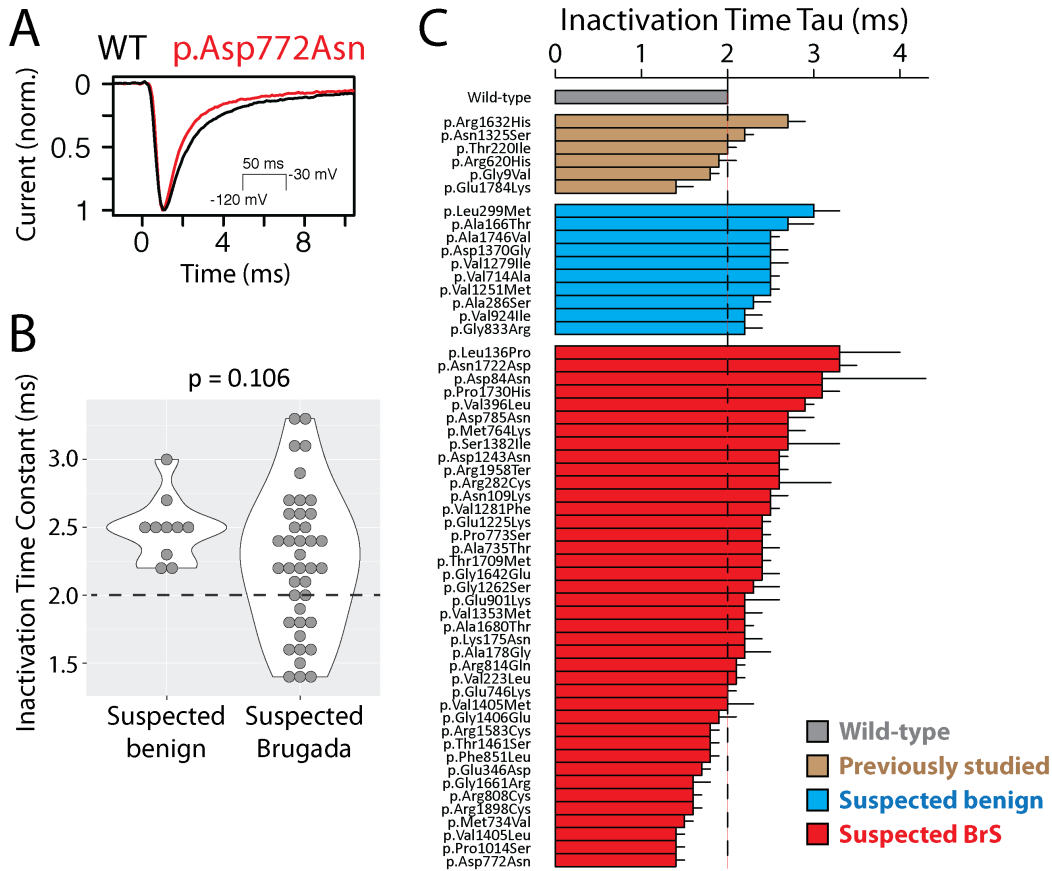 A
WT p.Asp772Asn
Current (norm.)
0
0.5
1
50 ms
-30 mV
-120 mV
0 4 8
Time (ms)
B
p = 0.106
Inactivation Time Constant (ms)
3.0
2.5
2.0
1.5
Suspected benign
Suspected Brugada
C
Inactivation Time Tau (ms)
0 1 2 3 4
Wild-type
p.Arg1632His
p.Asn1325Ser
p.Thr220Ile
p.Arg620His
p.Gly9Val
p.Glu1784Lys
p.Leu299Met
p.Ala166Thr
p.Ala1746Val
p.Asp1370Gly
p.Val1279Ile
p.Val714Ala
p.Val1251Met
p.Ala286Ser
p.Val924Ile
p.Gly833Arg
p.Leu136Pro
p.Asn1722Asp
p.Asp84Asn
p.Pro1730His
p.Val396Leu
p.Asp785Asn
p.Met764Lys
p.Ser1382Ile
p.Asp1243Asn
p.Arg1958Ter
p.Arg282Cys
p.Asn109Lys
p.Val1281Phe
p.Glu1225Lys
p.Pro773Ser
p.Ala735Thr
p.Thr1709Met
p.Gly1642Glu
p.Gly1262Ser
p.Glu901Lys
p.Val1353Met
p.Ala1680Thr
p.Lys175Asn
p.Ala178Gly
p.Arg814Gln
p.Val223Leu
p.Glu746Lys
p.Val1405Met
p.Gly1406Glu
p.Arg1583Cys
p.Thr1461Ser
p.Phe851Leu
p.Glu346Asp
p.Gly1661Arg
p.Arg808Cys
p.Arg1898Cys
p.Met734Val
p.Val1405Leu
p.Pro1014Ser
p.Asp772Asn
Wild-type
Previously studied
Suspected benign
Suspected BrS